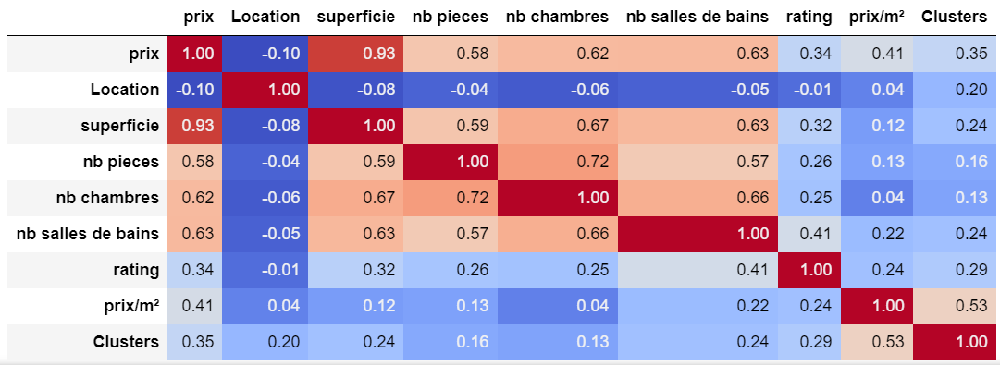 prix Location superficie nb pieces nb chambres nb salles de bains rating prix/m² Clusters
prix 1.00 -0.10 0.93 0.58 0.62 0.63 0.34 0.41 0.35
Location -0.10 1.00 -0.08 -0.04 -0.06 -0.05 -0.01 0.04 0.20
superficie 0.93 -0.08 1.00 0.59 0.67 0.63 0.32 0.12 0.24
nb pieces 0.58 -0.04 0.59 1.00 0.72 0.57 0.26 0.13 0.16
nb chambres 0.62 -0.06 0.67 0.72 1.00 0.66 0.25 0.04 0.13
nb salles de bains 0.63 -0.05 0.63 0.57 0.66 1.00 0.41 0.22 0.24
rating 0.34 -0.01 0.32 0.26 0.25 0.41 1.00 0.24 0.29
prix/m² 0.41 0.04 0.12 0.13 0.04 0.22 0.24 1.00 0.53
Clusters 0.35 0.20 0.24 0.16 0.13 0.24 0.29 0.53 1.00